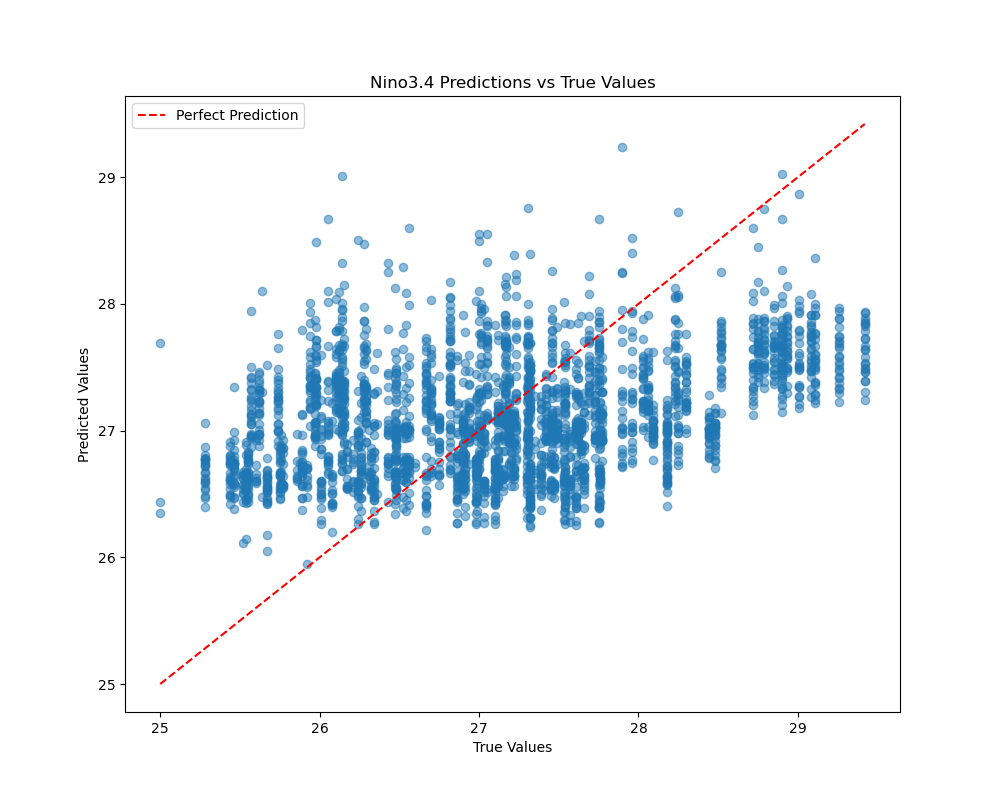 Nino3.4 Predictions vs True Values
Perfect Prediction
Predicted Values
29
28
27
26
25
25 26 27 28 29
True Values